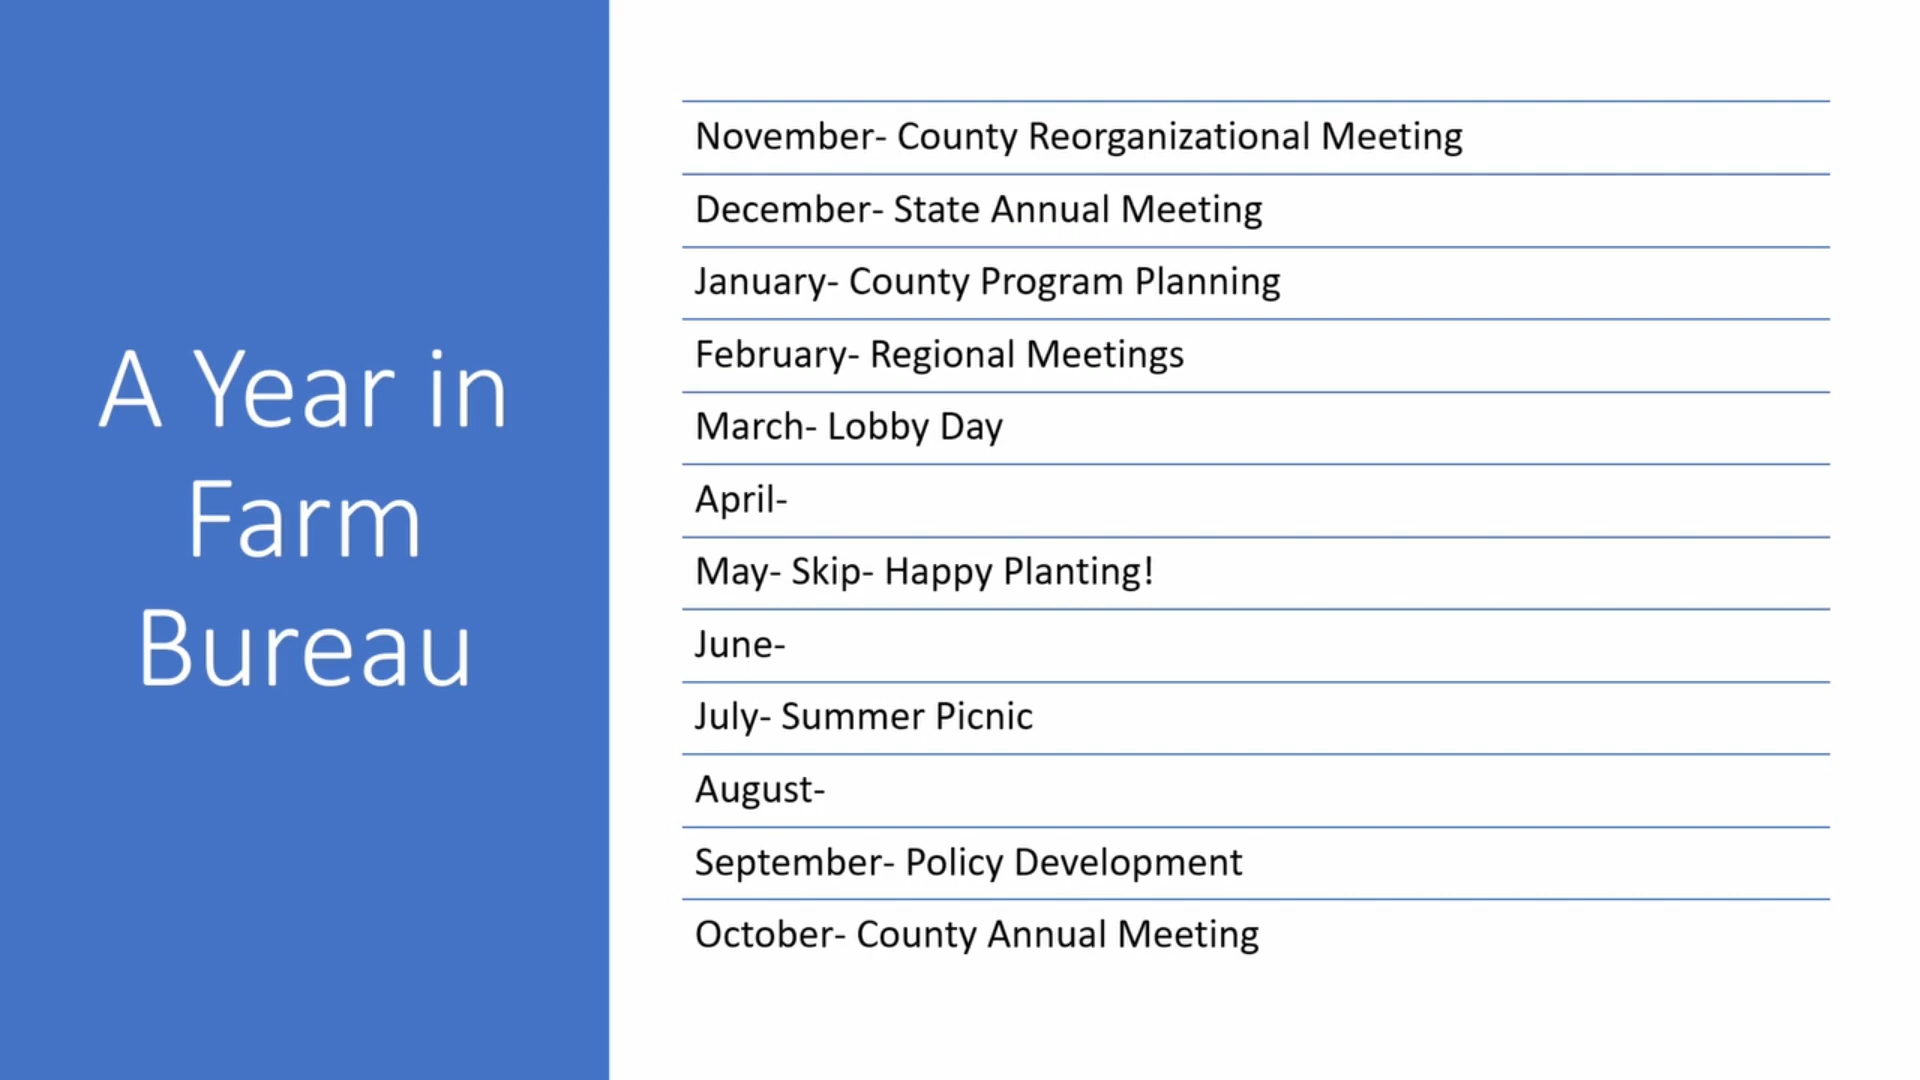 A Year in
Farm
Bureau
November- County Reorganizational Meeting
December- State Annual Meeting
January- County Program Planning
February- Regional Meetings
March- Lobby Day
April-
May- Skip- Happy Planting!
June-
July- Summer Picnic
August-
September- Policy Development
October- County Annual Meeting